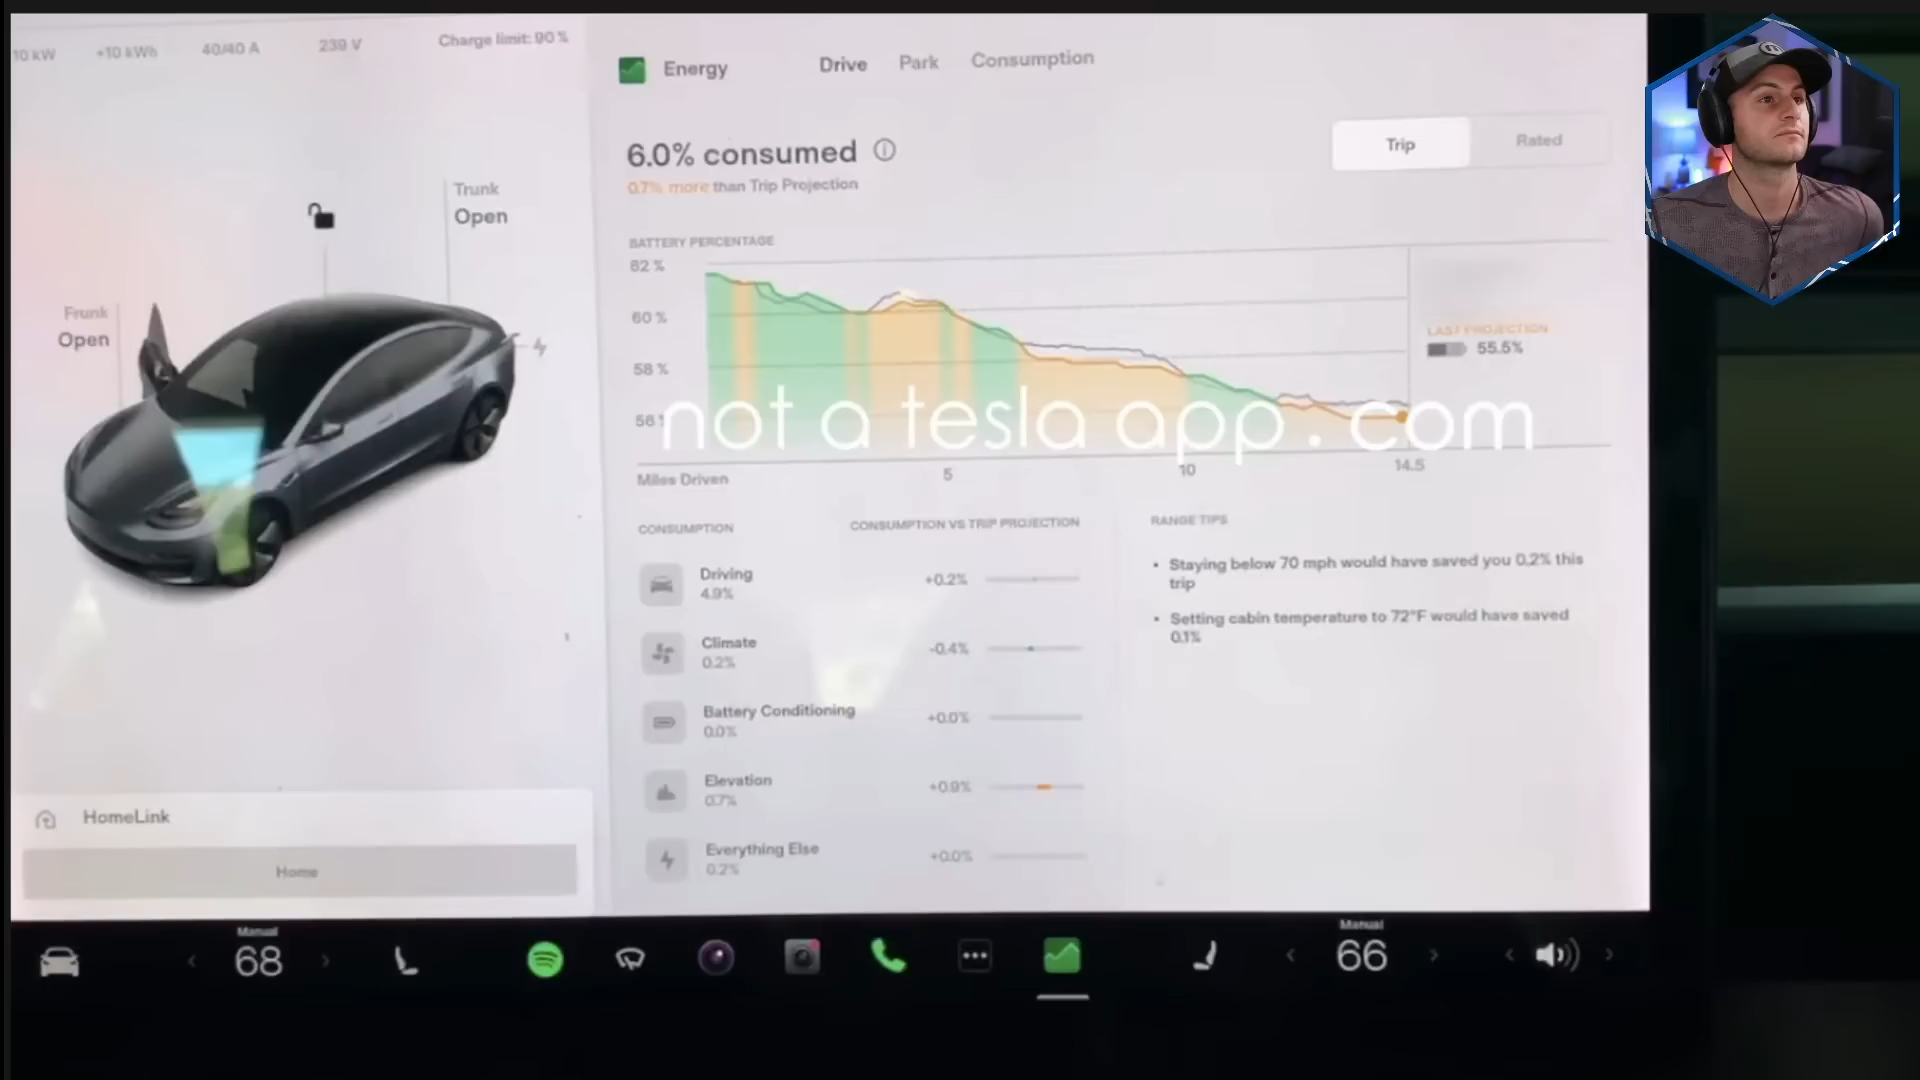 10 kW +10 kWh 40/40 A 239 V Charge limit: 90 %
Trunk
Open
Frunk
Open
HomeLink
Home
Energy Drive Park Consumption
6.0% consumed
0.7% more than Trip Projection
Trip Rated
BATTERY PERCENTAGE
62 %
60 %
58 %
56
LAST PROJECTION
55.5%
not a tesla app . com
Miles Driven 5 10 14.5
CONSUMPTION CONSUMPTION VS TRIP PROJECTION
Driving
4.9% +0.2%
Climate
0.2% -0.4%
Battery Conditioning
0.0% +0.0%
Elevation
0.7% +0.9%
Everything Else
0.2% +0.0%
RANGE TIPS
• Staying below 70 mph would have saved you 0.2% this
trip
• Setting cabin temperature to 72°F would have saved
0.1%
Manual
68
Manual
66